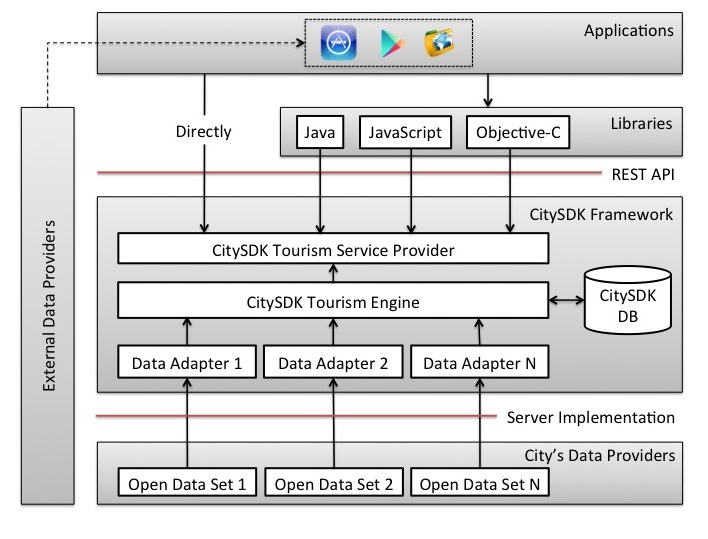 Applications
Directly
Libraries
Java
JavaScript
Objective-C
REST API
CitySDK Framework
CitySDK Tourism Service Provider
CitySDK Tourism Engine
CitySDK
DB
Data Adapter 1
Data Adapter 2
Data Adapter N
Server Implementation
City’s Data Providers
Open Data Set 1
Open Data Set 2
Open Data Set N
External Data Providers